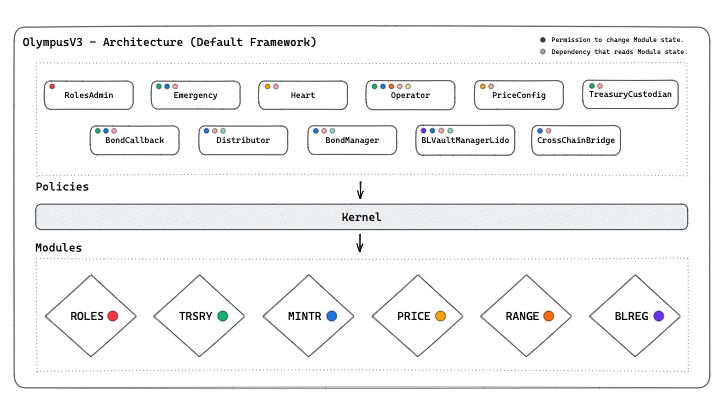 OlympusV3 - Architecture (Default Framework)
Permission to change Module state.
Dependency that reads Module state.
RolesAdmin
Emergency
Heart
Operator
PriceConfig
TreasuryCustodian
BondCallback
Distributor
BondManager
BLVaultManagerLido
CrossChainBridge
Policies
Kernel
Modules
ROLES
TRSRY
MINTR
PRICE
RANGE
BLREG